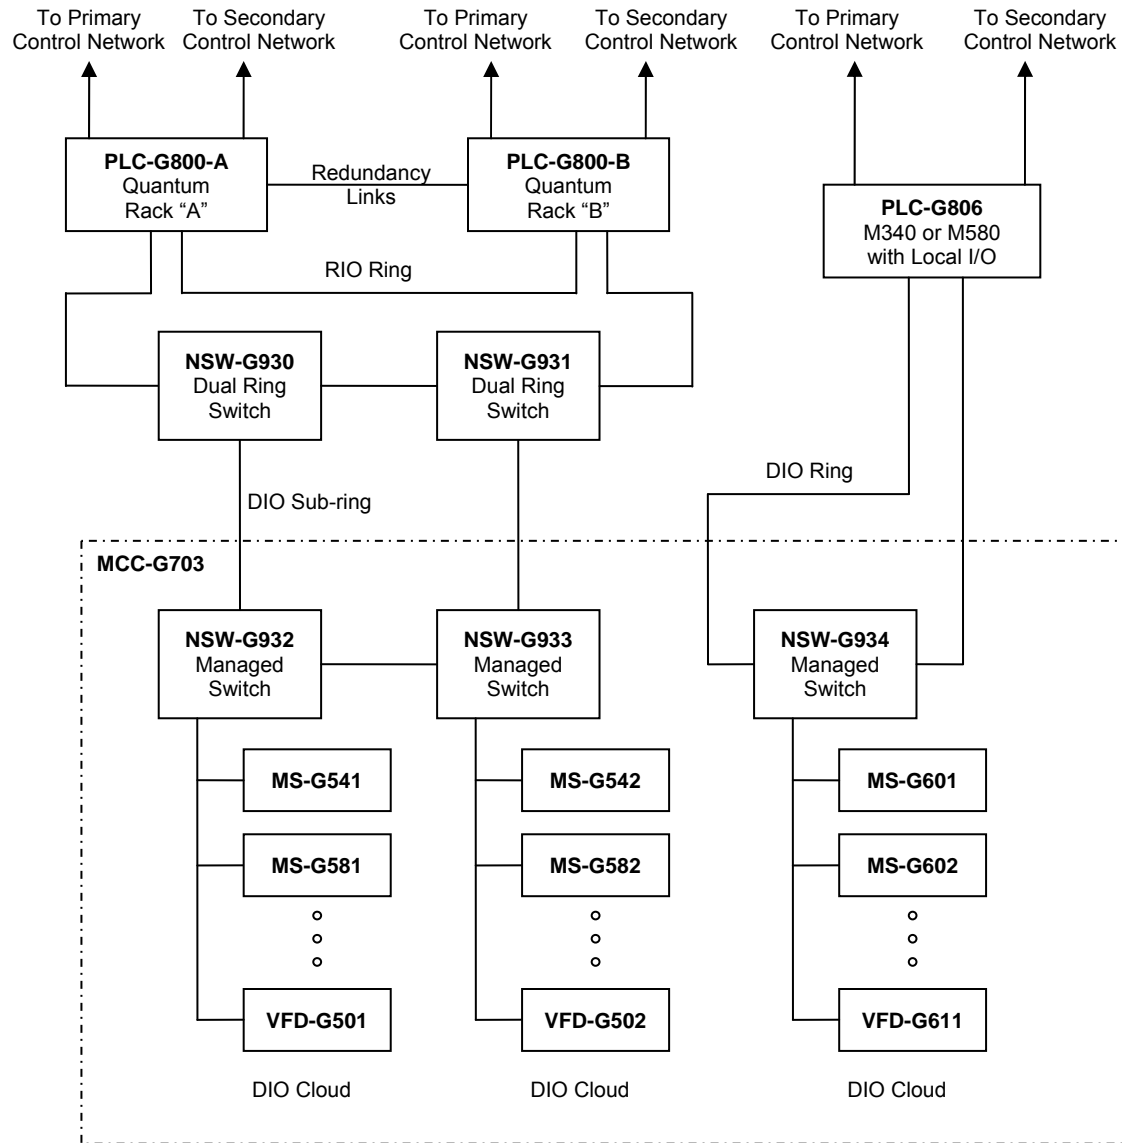 To Primary
Control Network
To Secondary
Control Network
To Primary
Control Network
To Secondary
Control Network
To Primary
Control Network
To Secondary
Control Network
PLC-G800-A
Quantum
Rack “A”
Redundancy
Links
PLC-G800-B
Quantum
Rack “B”
PLC-G806
M340 or M580
with Local I/O
RIO Ring
NSW-G930
Dual Ring
Switch
NSW-G931
Dual Ring
Switch
DIO Ring
DIO Sub-ring
MCC-G703
NSW-G932
Managed
Switch
NSW-G933
Managed
Switch
NSW-G934
Managed
Switch
MS-G541
MS-G542
MS-G601
MS-G581
MS-G582
MS-G602
VFD-G501
VFD-G502
VFD-G611
DIO Cloud
DIO Cloud
DIO Cloud